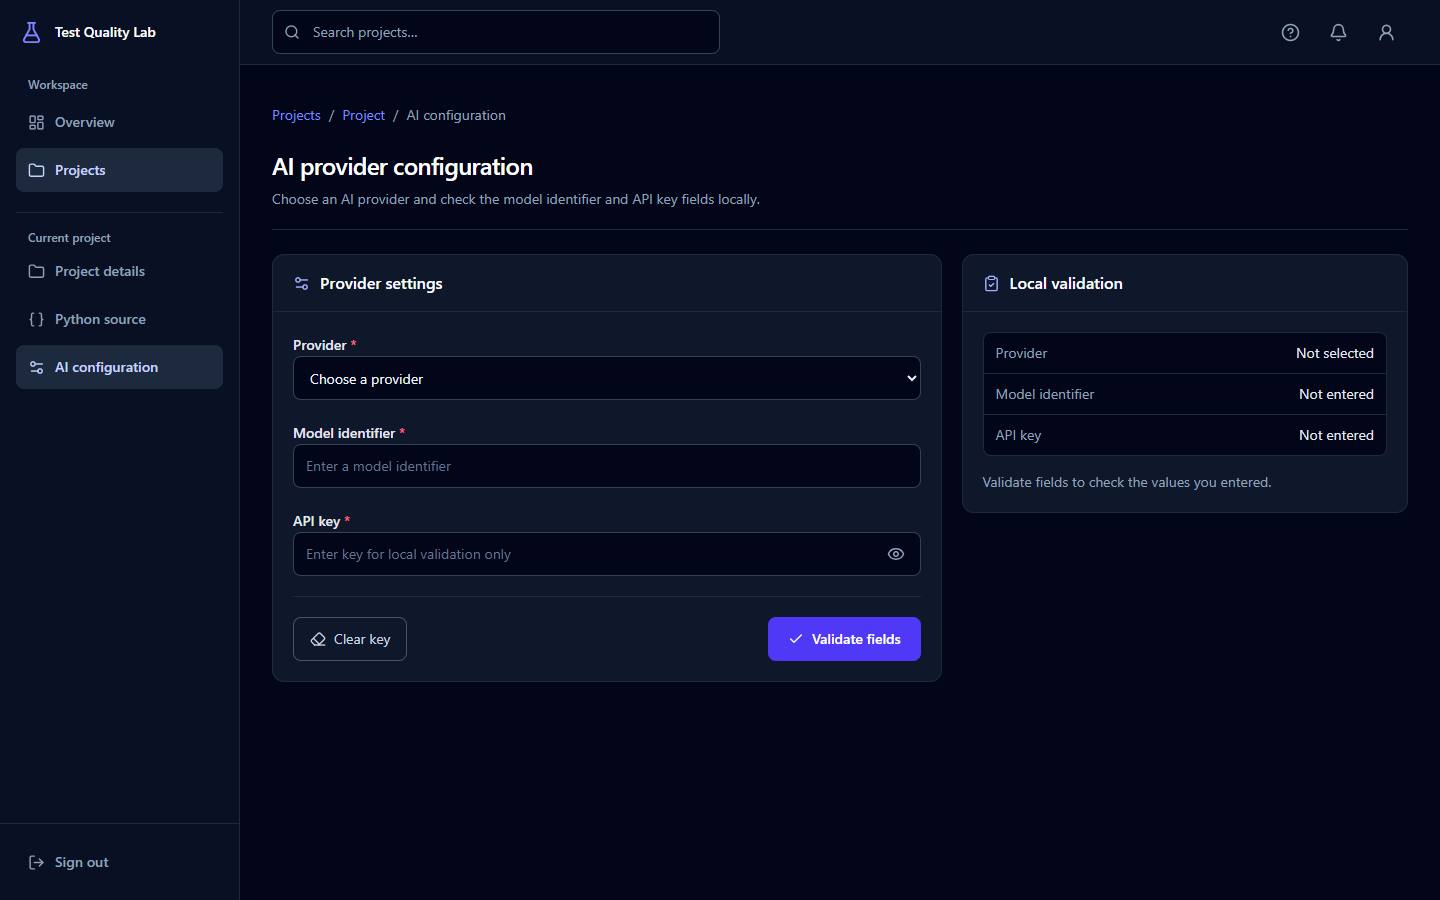 Test Quality Lab
Search projects...
Workspace
Overview
Projects
Current project
Project details
Python source
AI configuration
Sign out
Projects / Project / AI configuration
AI provider configuration
Choose an AI provider and check the model identifier and API key fields locally.
Provider settings
Provider *
Choose a provider
Model identifier *
Enter a model identifier
API key *
Enter key for local validation only
Clear key
Validate fields
Local validation
Provider Not selected
Model identifier Not entered
API key Not entered
Validate fields to check the values you entered.